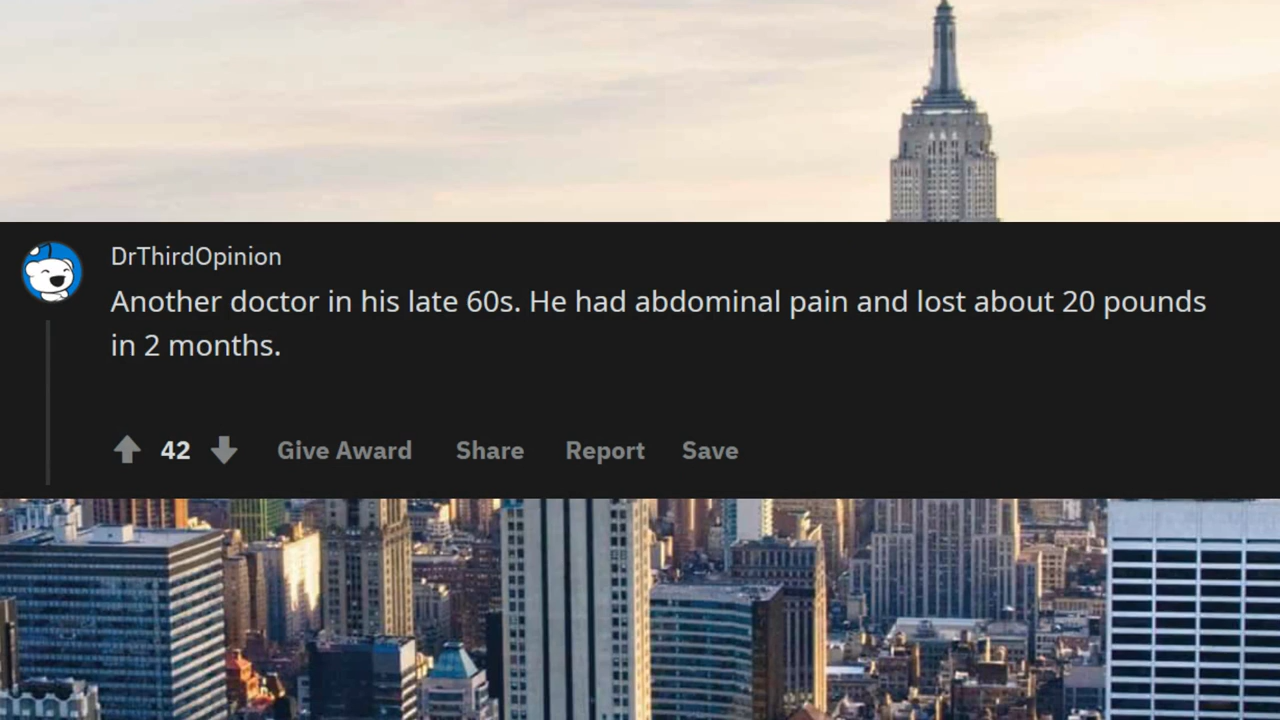 DrThirdOpinion
Another doctor in his late 60s. He had abdominal pain and lost about 20 pounds
in 2 months.
42 Give Award Share Report Save